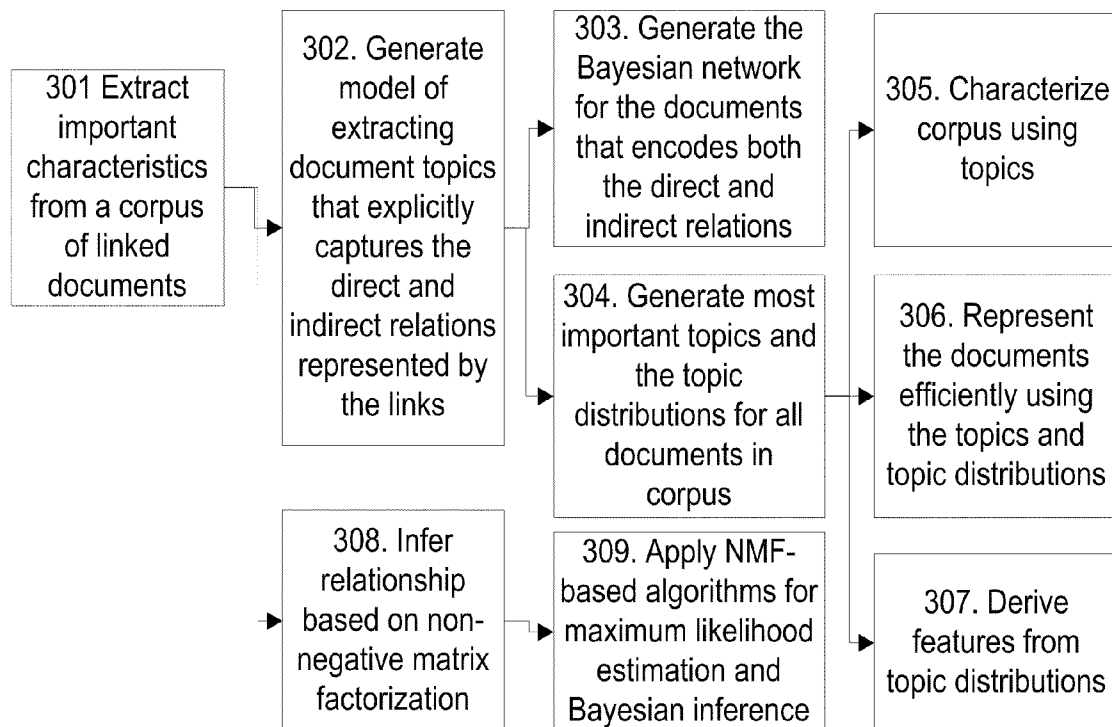 301 Extract
important
characteristics
from a corpus
of linked
documents
302. Generate
model of
extracting
document topics
that explicitly
captures the
direct and
indirect relations
represented by
the links
303. Generate the
Bayesian network
for the documents
that encodes both
the direct and
indirect relations
304. Generate most
important topics and
the topic
distributions for all
documents in
corpus
305. Characterize
corpus using
topics
306. Represent
the documents
efficiently using
the topics and
topic distributions
307. Derive
features from
topic distributions
308. Infer
relationship
based on non-
negative matrix
factorization
309. Apply NMF-
based algorithms for
maximum likelihood
estimation and
Bayesian inference